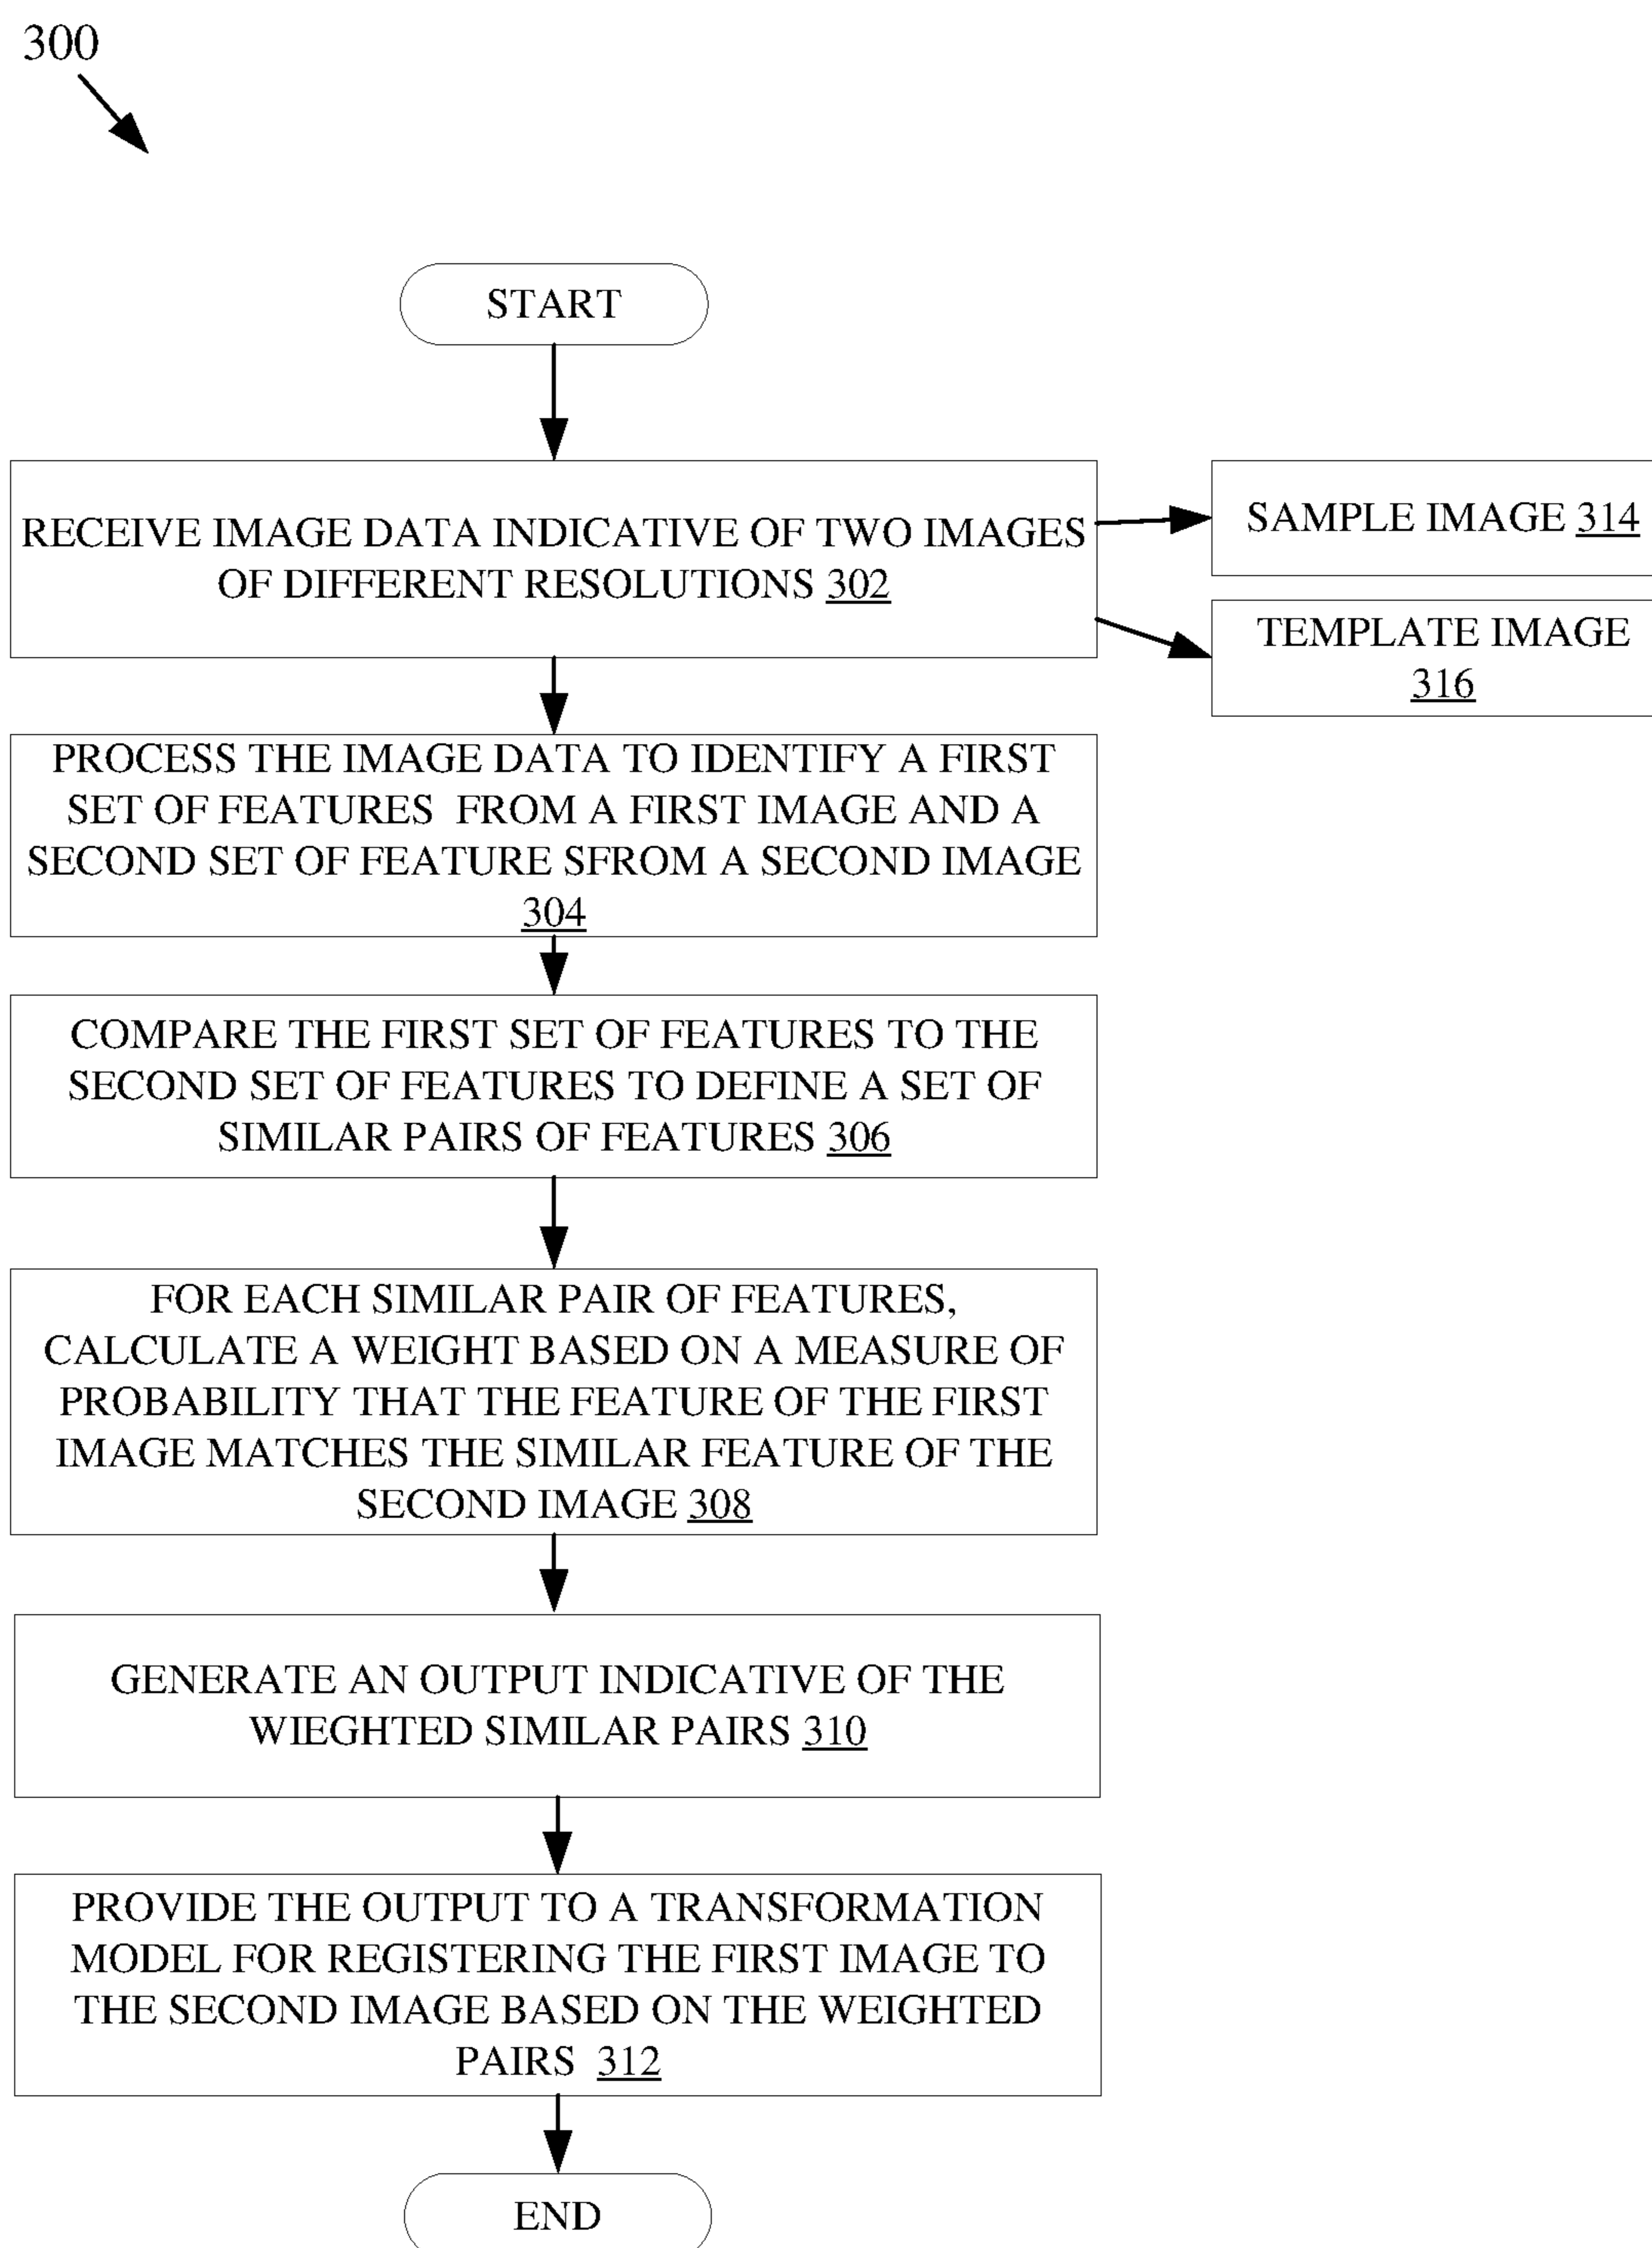 300
START
RECEIVE IMAGE DATA INDICATIVE OF TWO IMAGES
OF DIFFERENT RESOLUTIONS 302
SAMPLE IMAGE 314
TEMPLATE IMAGE
316
PROCESS THE IMAGE DATA TO IDENTIFY A FIRST
SET OF FEATURES FROM A FIRST IMAGE AND A
SECOND SET OF FEATURE SFROM A SECOND IMAGE
304
COMPARE THE FIRST SET OF FEATURES TO THE
SECOND SET OF FEATURES TO DEFINE A SET OF
SIMILAR PAIRS OF FEATURES 306
FOR EACH SIMILAR PAIR OF FEATURES,
CALCULATE A WEIGHT BASED ON A MEASURE OF
PROBABILITY THAT THE FEATURE OF THE FIRST
IMAGE MATCHES THE SIMILAR FEATURE OF THE
SECOND IMAGE 308
GENERATE AN OUTPUT INDICATIVE OF THE
WIEGHTED SIMILAR PAIRS 310
PROVIDE THE OUTPUT TO A TRANSFORMATION
MODEL FOR REGISTERING THE FIRST IMAGE TO
THE SECOND IMAGE BASED ON THE WEIGHTED
PAIRS 312
END